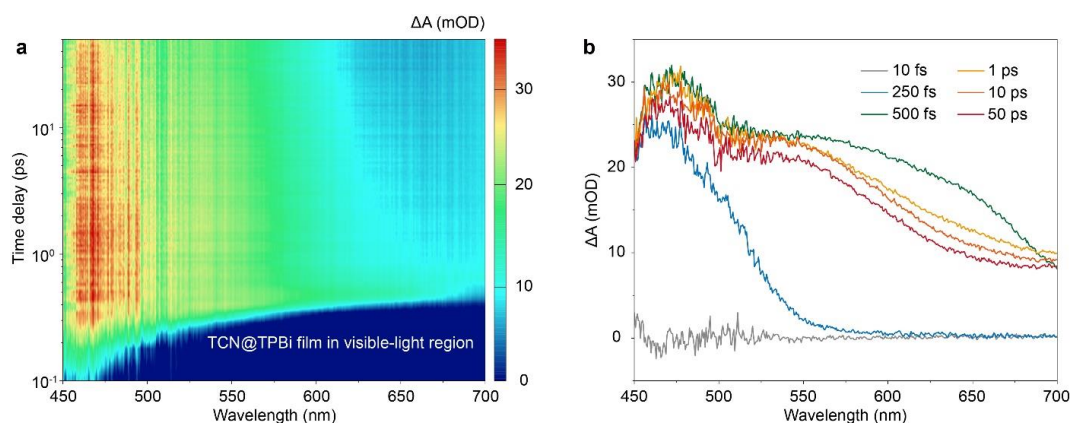 a
ΔA (mOD)
Time delay (ps)
10¹
10⁰
10⁻¹
TCN@TPBi film in visible-light region
450 500 550 600 650 700
Wavelength (nm)
30
20
10
0
b
ΔA (mOD)
30
20
10
0
10 fs 1 ps
250 fs 10 ps
500 fs 50 ps
450 500 550 600 650 700
Wavelength (nm)